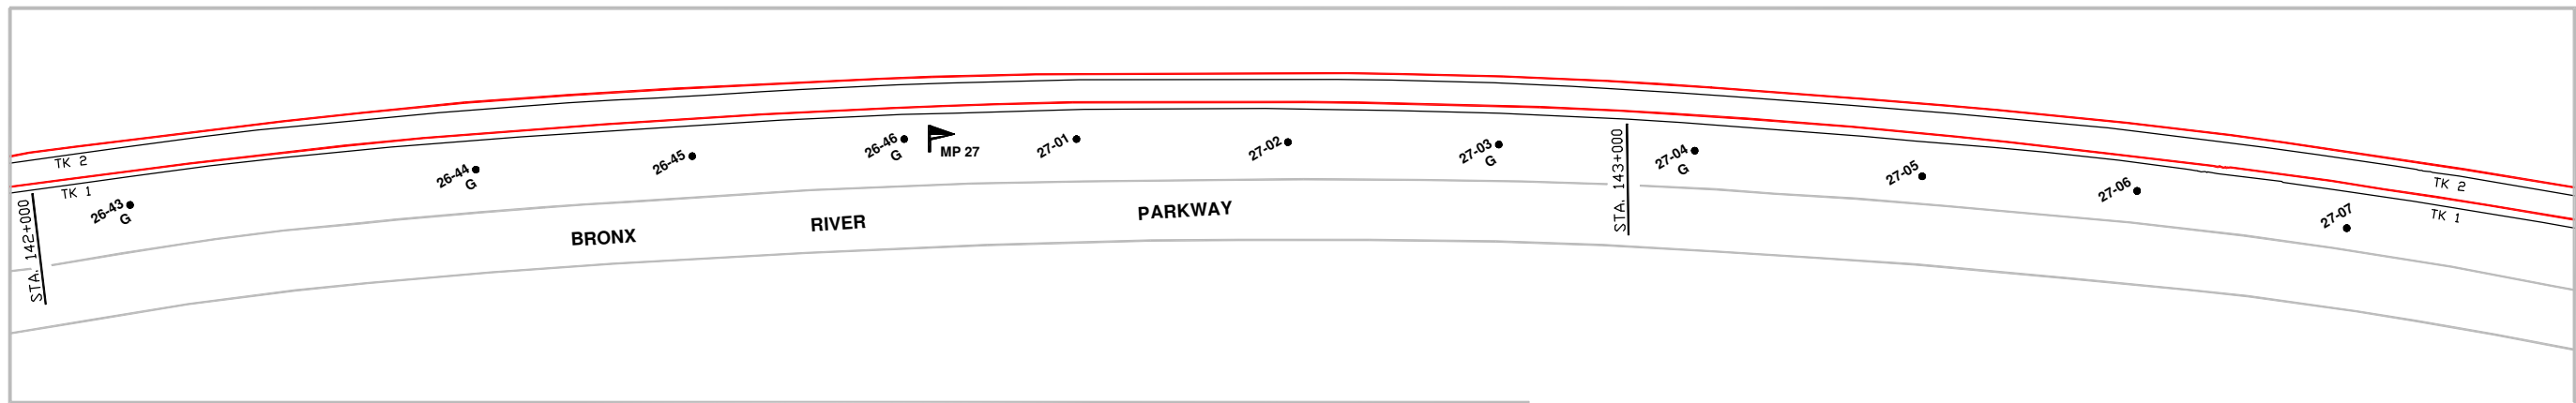 TK 2
TK 1
STA. 142+000
26-43
G
26-44
G
26-45
26-46
G
MP 27
27-01
27-02
27-03
G
STA. 143+000
27-04
G
27-05
27-06
27-07
TK 2
TK 1
BRONX RIVER PARKWAY